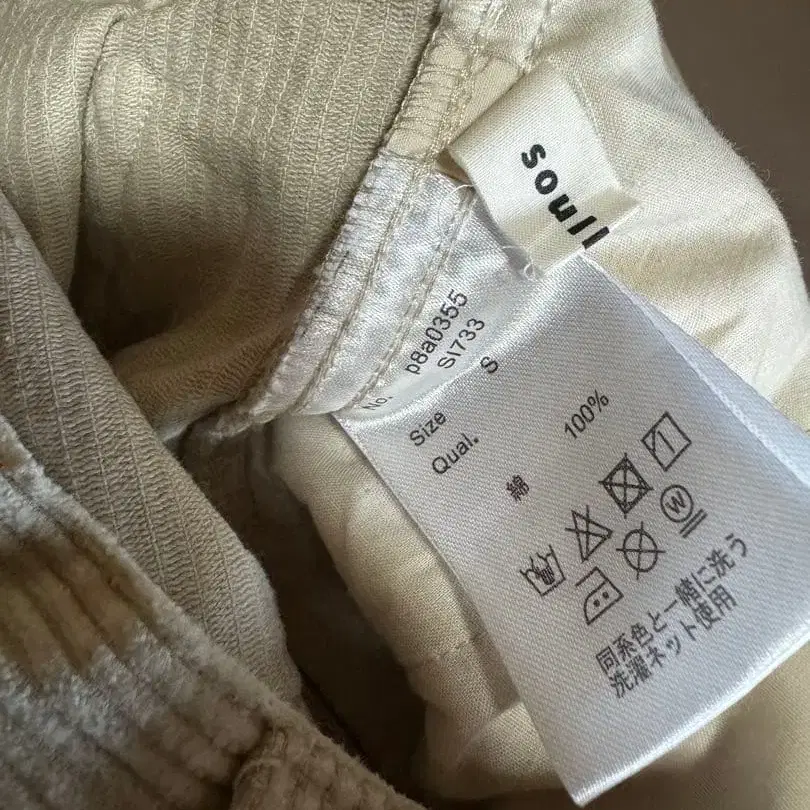 No. p8a0355
SI733
Size S
Qual.
綿 100%
W
同系色と一緒に洗う
洗濯ネット使用